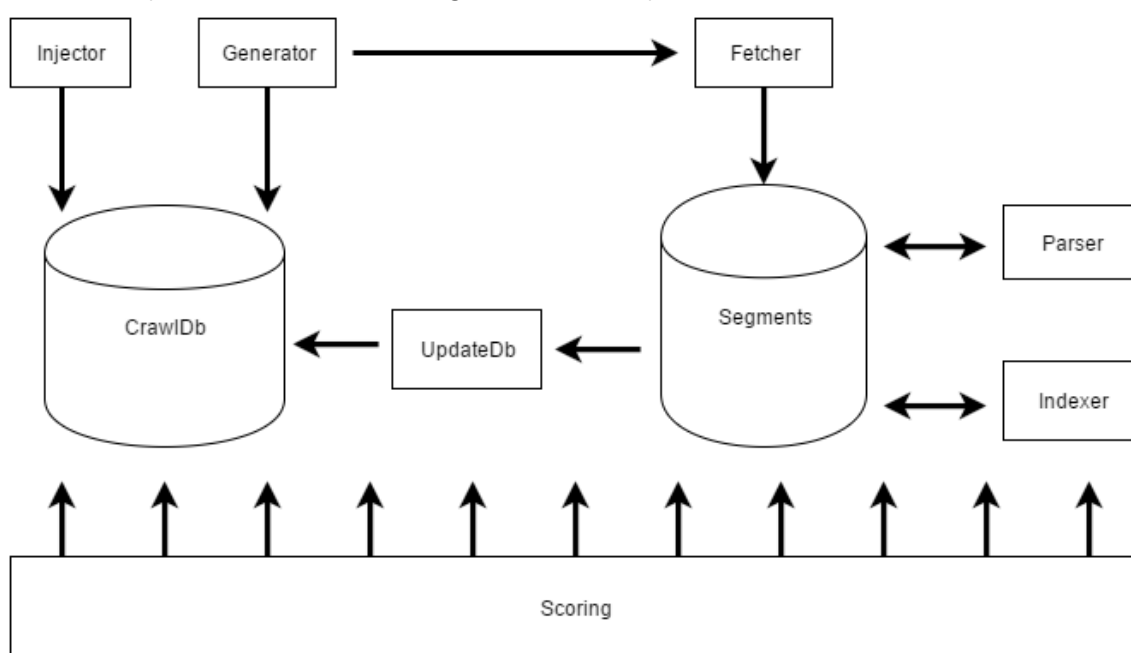 Injector
Generator
Fetcher
Parser
Segments
CrawlDb
UpdateDb
Indexer
Scoring